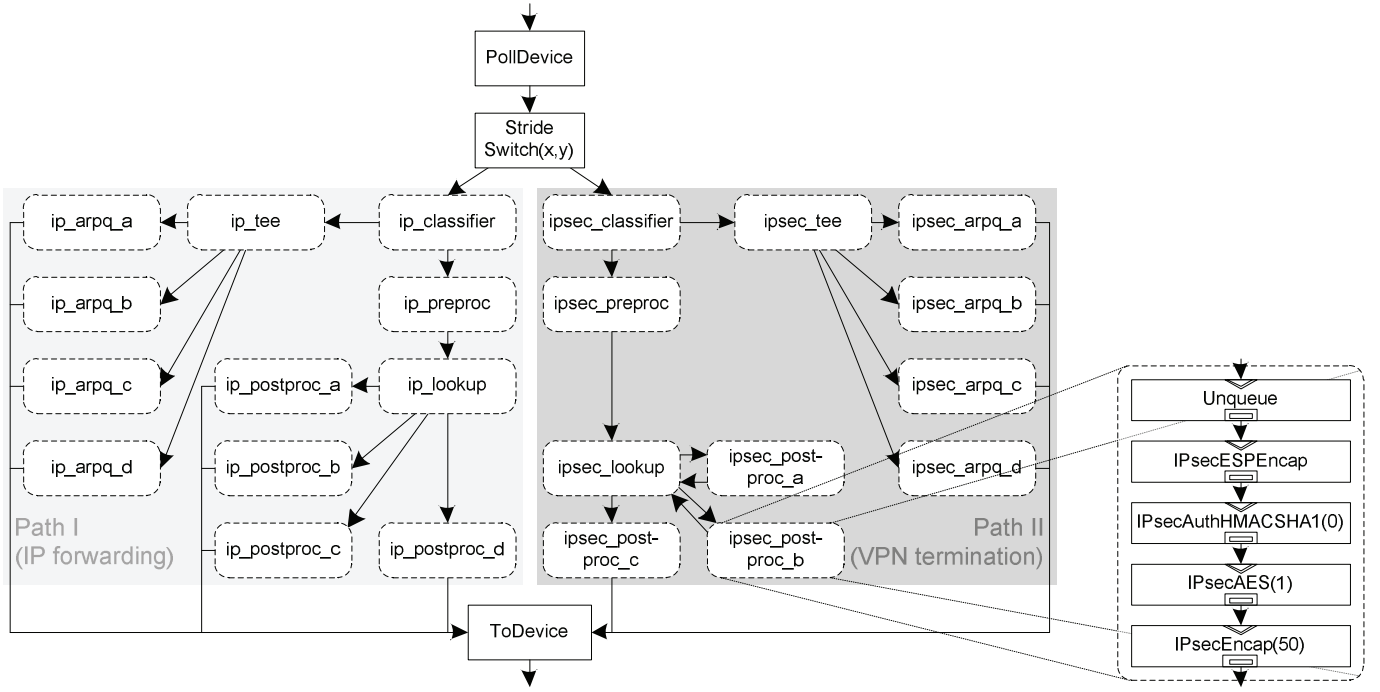 PollDevice
Stride
Switch(x,y)
ip_arpq_a
ip_tee
ip_classifier
ipsec_classifier
ipsec_tee
ipsec_arpq_a
ip_arpq_b
ip_preproc
ipsec_preproc
ipsec_arpq_b
ip_arpq_c
ip_postproc_a
ip_lookup
ipsec_arpq_c
ip_arpq_d
ip_postproc_b
ipsec_lookup
ipsec_post-
proc_a
ipsec_arpq_d
Path I
(IP forwarding)
ip_postproc_c
ip_postproc_d
ipsec_post-
proc_c
ipsec_post-
proc_b
Path II
(VPN termination)
ToDevice
Unqueue
IPsecESPEncap
IPsecAuthHMACSHA1(0)
IPsecAES(1)
IPsecEncap(50)